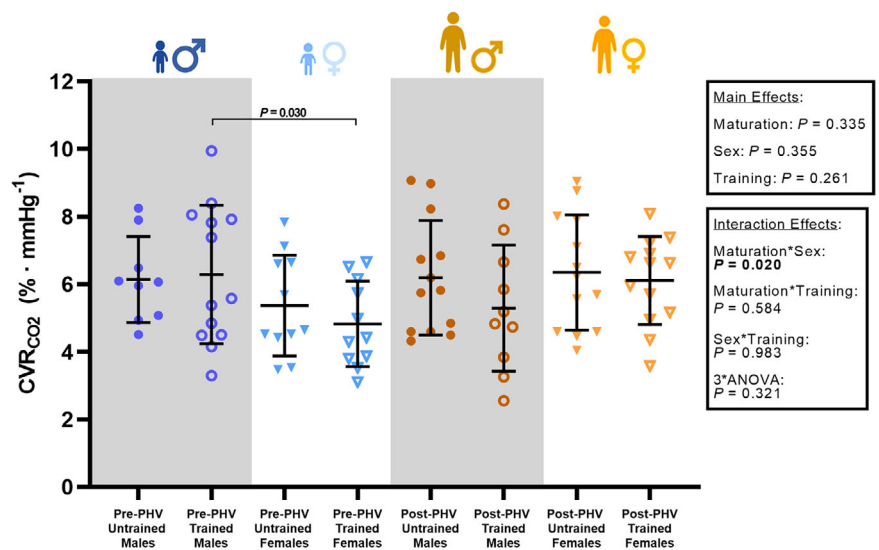 12
10
8
6
4
2
0
CVRCO2 (% · mmHg-1)
P = 0.030
Pre-PHV
Untrained
Males
Pre-PHV
Trained
Males
Pre-PHV
Untrained
Females
Pre-PHV
Trained
Females
Post-PHV
Untrained
Males
Post-PHV
Trained
Males
Post-PHV
Untrained
Females
Post-PHV
Trained
Females
Main Effects:
Maturation: P = 0.335
Sex: P = 0.355
Training: P = 0.261
Interaction Effects:
Maturation*Sex:
P = 0.020
Maturation*Training:
P = 0.584
Sex*Training:
P = 0.983
3*ANOVA:
P = 0.321